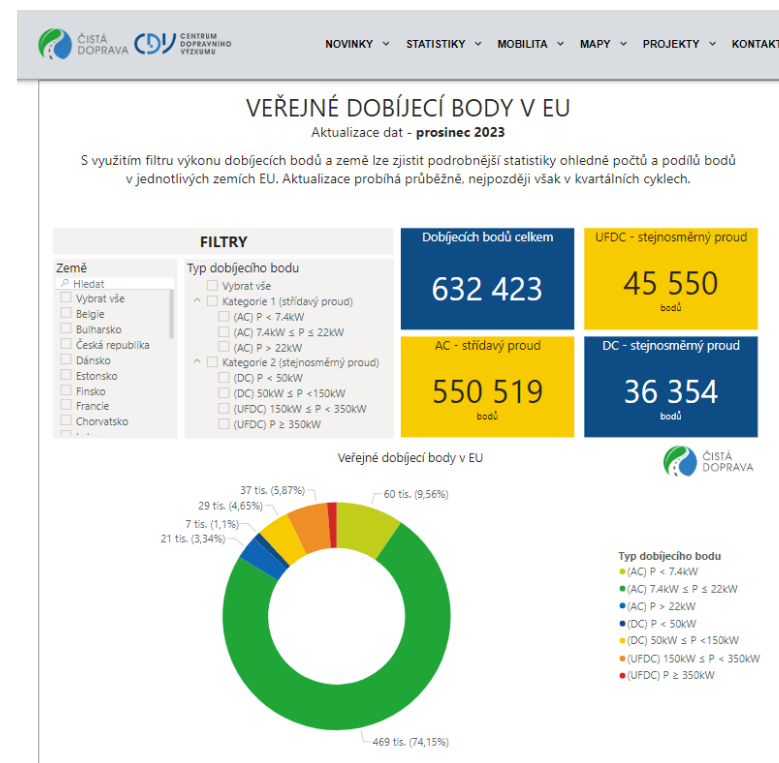 ČISTÁ DOPRAVA
CDV CENTRUM DOPRAVNÍHO VÝZKUMU
NOVINKY STATISTIKY MOBILITA MAPY PROJEKTY KONTAKT
VEŘEJNÉ DOBÍJECÍ BODY V EU
Aktualizace dat - prosinec 2023
S využitím filtru výkonu dobíjecích bodů a země lze zjistit podrobnější statistiky ohledně počtů a podílů bodů
v jednotlivých zemích EU. Aktualizace probíhá průběžně, nejpozději však v kvartálních cyklech.
FILTRY
Země
Hledat
Vybrat vše
Belgie
Bulharsko
Česká republika
Dánsko
Estonsko
Finsko
Francie
Chorvatsko
Typ dobíjecího bodu
Vybrat vše
Kategorie 1 (střídavý proud)
(AC) P < 7.4kW
(AC) 7.4kW ≤ P ≤ 22kW
(AC) P > 22kW
Kategorie 2 (stejnosměrný proud)
(DC) P < 50kW
(DC) 50kW ≤ P <150kW
(UFDC) 150kW ≤ P < 350kW
(UFDC) P ≥ 350kW
Dobíjecích bodů celkem
632 423
UFDC - stejnosměrný proud
45 550
bodů
AC - střídavý proud
550 519
bodů
DC - stejnosměrný proud
36 354
bodů
Veřejné dobíjecí body v EU
ČISTÁ
DOPRAVA
37 tis. (5,87%)
60 tis. (9,56%)
29 tis. (4,65%)
7 tis. (1,1%)
21 tis. (3,34%)
469 tis. (74,15%)
Typ dobíjecího bodu
(AC) P < 7.4kW
(AC) 7.4kW ≤ P ≤ 22kW
(AC) P > 22kW
(DC) P < 50kW
(DC) 50kW ≤ P <150kW
(UFDC) 150kW ≤ P < 350kW
(UFDC) P ≥ 350kW